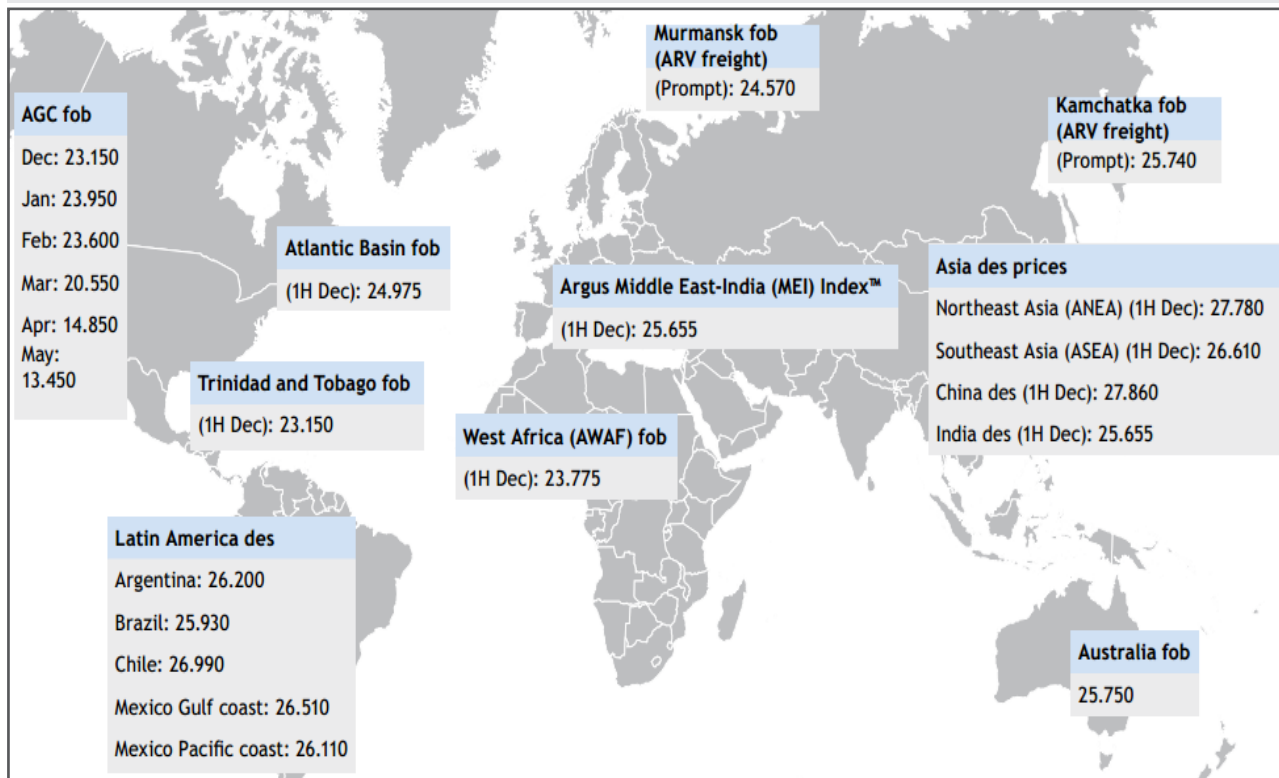 Murmansk fob
(ARV freight)
(Prompt): 24.570
Kamchatka fob
(ARV freight)
(Prompt): 25.740
AGC fob
Dec: 23.150
Jan: 23.950
Feb: 23.600
Mar: 20.550
Apr: 14.850
May:
13.450
Atlantic Basin fob
(1H Dec): 24.975
Argus Middle East-India (MEI) Index™
(1H Dec): 25.655
Asia des prices
Northeast Asia (ANEA) (1H Dec): 27.780
Southeast Asia (ASEA) (1H Dec): 26.610
China des (1H Dec): 27.860
India des (1H Dec): 25.655
Trinidad and Tobago fob
(1H Dec): 23.150
West Africa (AWAF) fob
(1H Dec): 23.775
Latin America des
Argentina: 26.200
Brazil: 25.930
Chile: 26.990
Mexico Gulf coast: 26.510
Mexico Pacific coast: 26.110
Australia fob
25.750